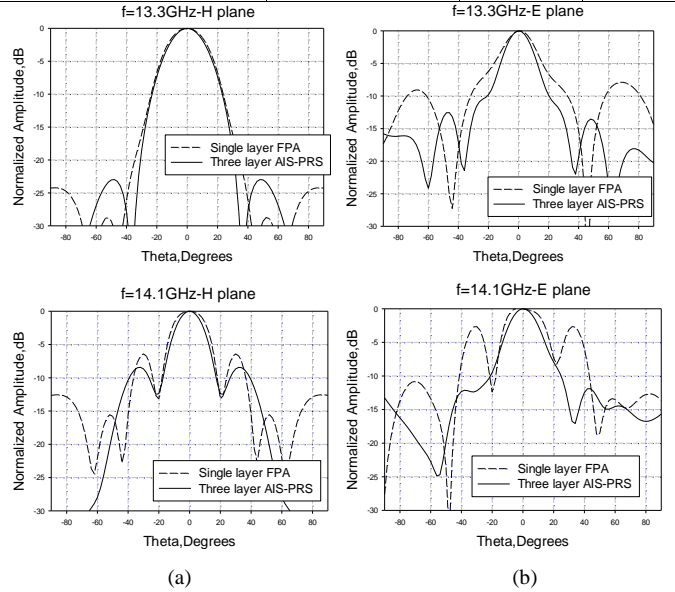 f=13.3GHz-H plane
Normalized Amplitude,dB
0
-5
-10
-15
-20
-25
-30
Single layer FPA
Three layer AIS-PRS
-80 -60 -40 -20 0 20 40 60 80
Theta,Degrees
f=13.3GHz-E plane
Normalized Amplitude,dB
0
-5
-10
-15
-20
-25
-30
Single layer FPA
Three layer AIS-PRS
-80 -60 -40 -20 0 20 40 60 80
Theta,Degrees
f=14.1GHz-H plane
Normalized Amplitude,dB
0
-5
-10
-15
-20
-25
-30
Single layer FPA
Three layer AIS-PRS
-80 -60 -40 -20 0 20 40 60 80
Theta,Degrees
f=14.1GHz-E plane
Normalized Amplitude,dB
0
-5
-10
-15
-20
-25
-30
Single layer FPA
Three layer AIS-PRS
-80 -60 -40 -20 0 20 40 60 80
Theta,Degrees
(a)
(b)